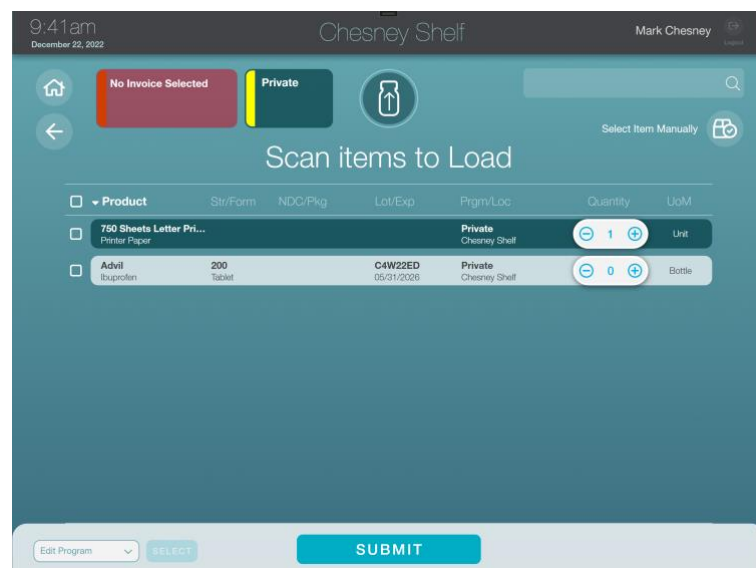 9:41am
Chesney Shelf
Mark Chesney
December 22, 2022
Logout
No Invoice Selected
Private
Select Item Manually
Scan items to Load
Product Str/Form NDC/Pkg Lot/Exp Prgm/Loc Quantity UoM
750 Sheets Letter Pri... Private 1 Unit
Printer Paper Chesney Shelf
Advil 200 C4W22ED Private 0 Bottle
Ibuprofen Tablet 05/31/2026 Chesney Shelf
Edit Program SELECT SUBMIT